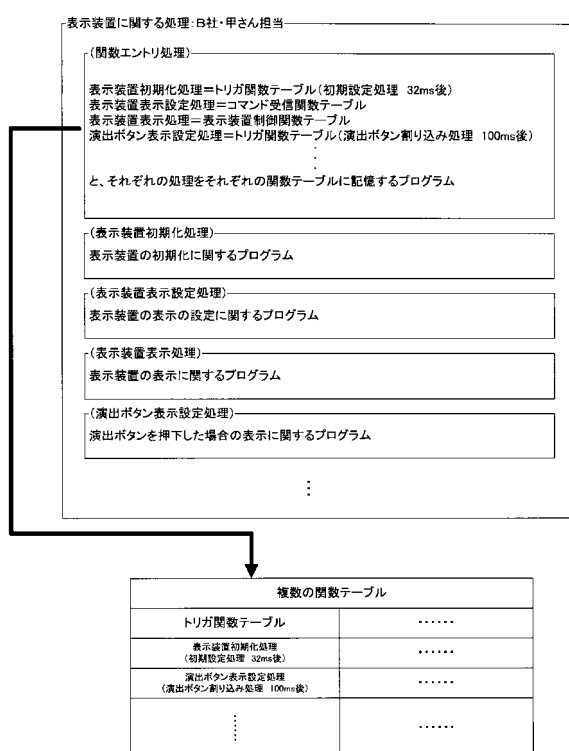 表示装置に関する処理:B社・甲さん担当
(関数エントリ処理)
表示装置初期化処理=トリガ関数テーブル(初期設定処理 32ms後)
表示装置表示設定処理=コマンド受信関数テーブル
表示装置表示処理=表示装置制御関数テーブル
演出ボタン表示設定処理=トリガ関数テーブル(演出ボタン割り込み処理 100ms後)
⋮
と、それぞれの処理をそれぞれの関数テーブルに記憶するプログラム
(表示装置初期化処理)
表示装置の初期化に関するプログラム
(表示装置表示設定処理)
表示装置の表示の設定に関するプログラム
(表示装置表示処理)
表示装置の表示に関するプログラム
(演出ボタン表示設定処理)
演出ボタンを押下した場合の表示に関するプログラム
⋮
複数の関数テーブル
トリガ関数テーブル ……
表示装置初期化処理
(初期設定処理 32ms後) ……
演出ボタン表示設定処理
(演出ボタン割り込み処理 100ms後) ……
⋮ ……